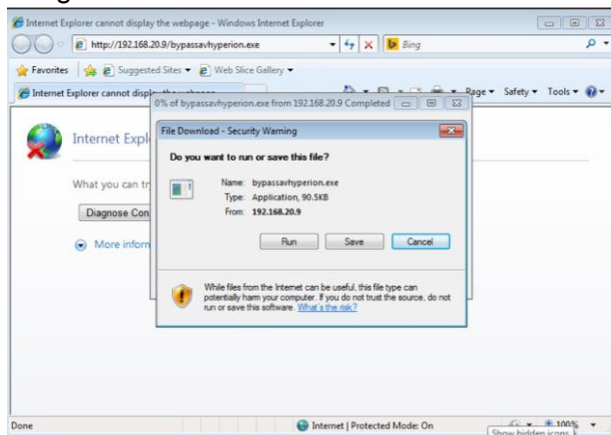 Internet Explorer cannot display the webpage - Windows Internet Explorer
http://192.168.20.9/bypassavhyperion.exe
Bing
Favorites Suggested Sites Web Slice Gallery
Internet Explorer cannot display the webpage
Page Safety Tools
0% of bypassavhyperion.exe from 192.168.20.9 Completed
File Download - Security Warning
Internet Expl
Do you want to run or save this file?
What you can tr
Name: bypassavhyperion.exe
Type: Application, 90.5KB
From: 192.168.20.9
Diagnose Con
More inform
Run Save Cancel
While files from the Internet can be useful, this file type can
potentially harm your computer. If you do not trust the source, do not
run or save this software. What's the risk?
Done
Internet | Protected Mode: On
100%
Show hidden icons